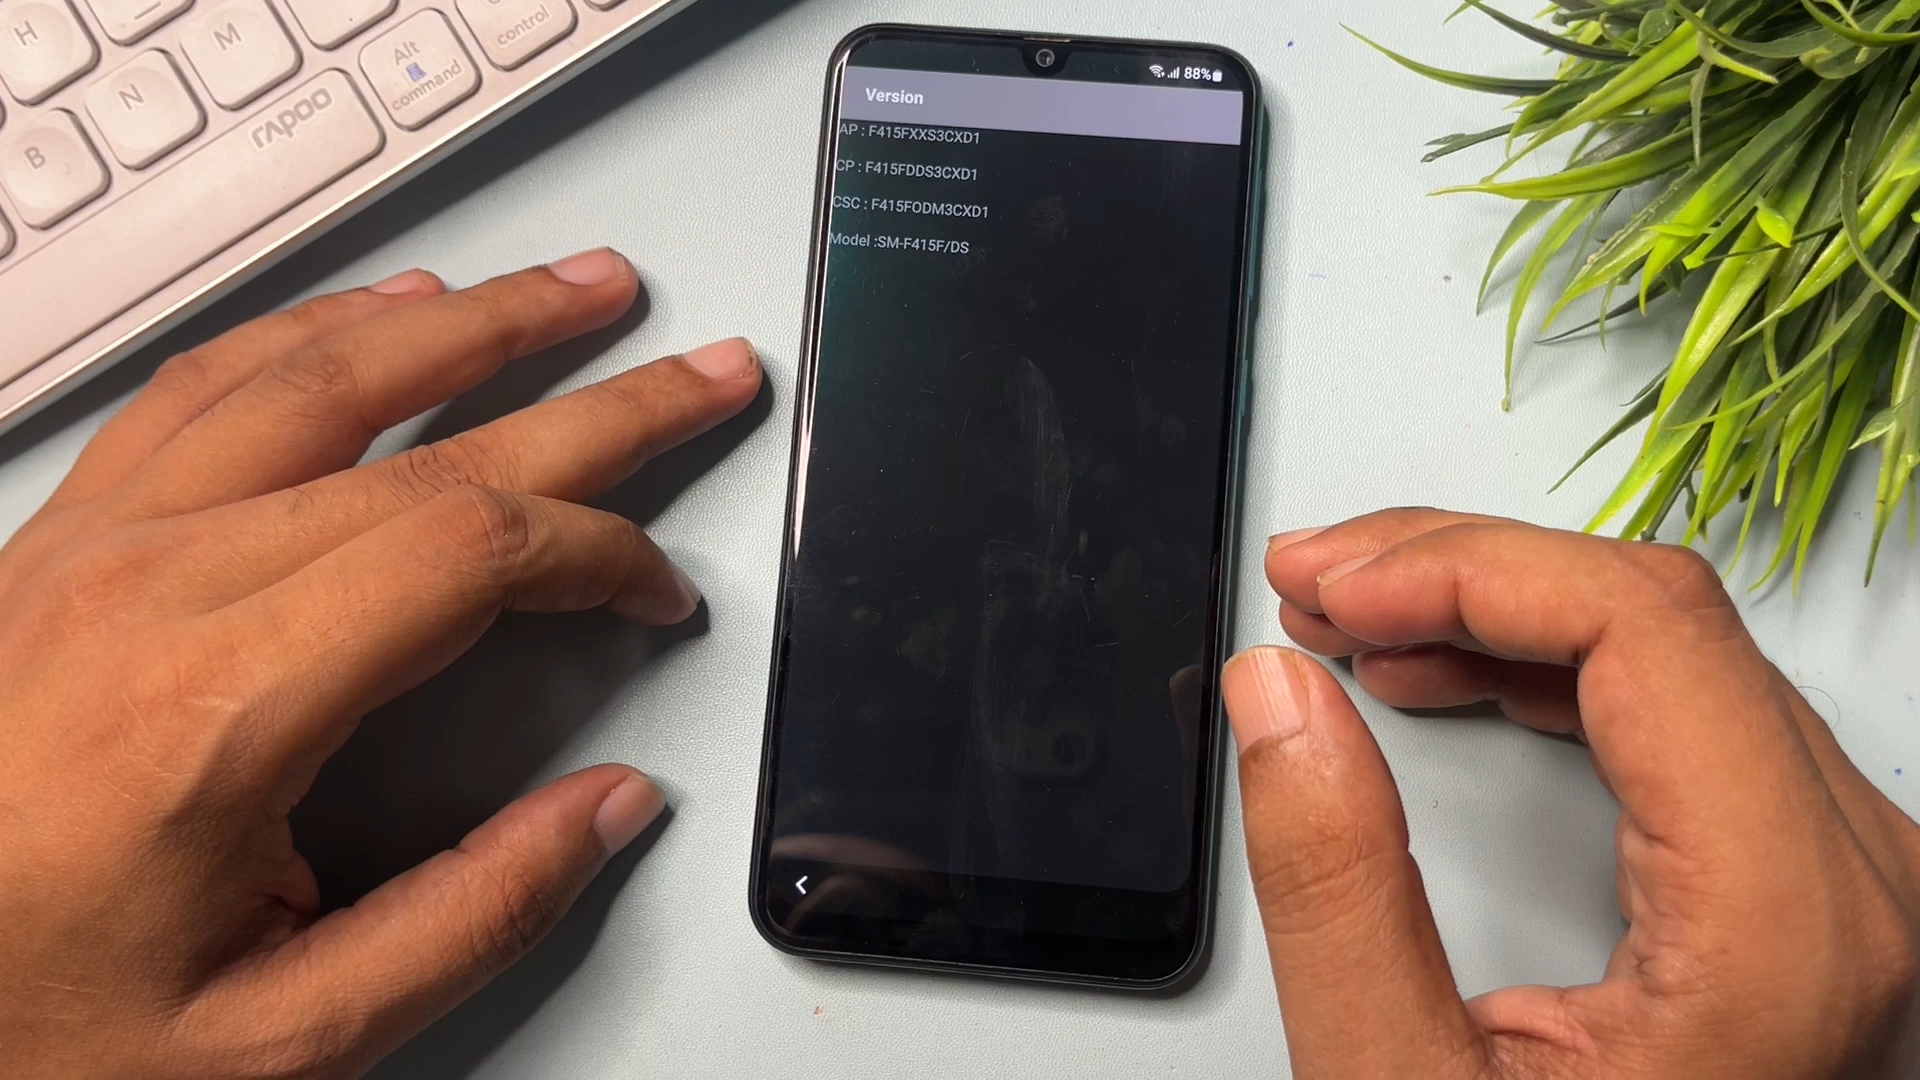 88%
Version
AP : F415FXXS3CXD1
CP : F415FDDS3CXD1
CSC : F415FODM3CXD1
Model :SM-F415F/DS
H
M
Alt
command
control
N
B
rapoo